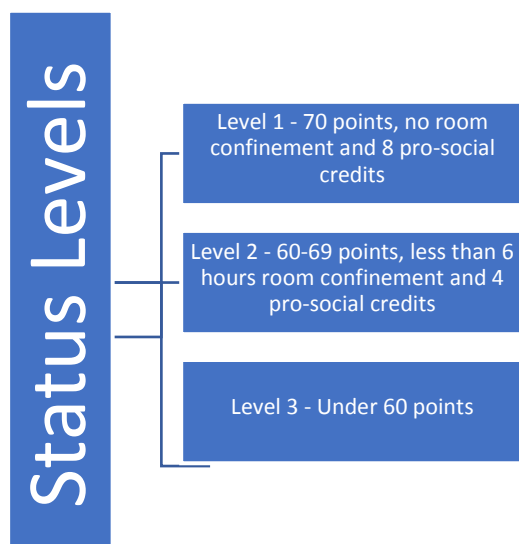 Status Levels
Level 1 - 70 points, no room
confinement and 8 pro-social
credits
Level 2 - 60-69 points, less than 6
hours room confinement and 4
pro-social credits
Level 3 - Under 60 points